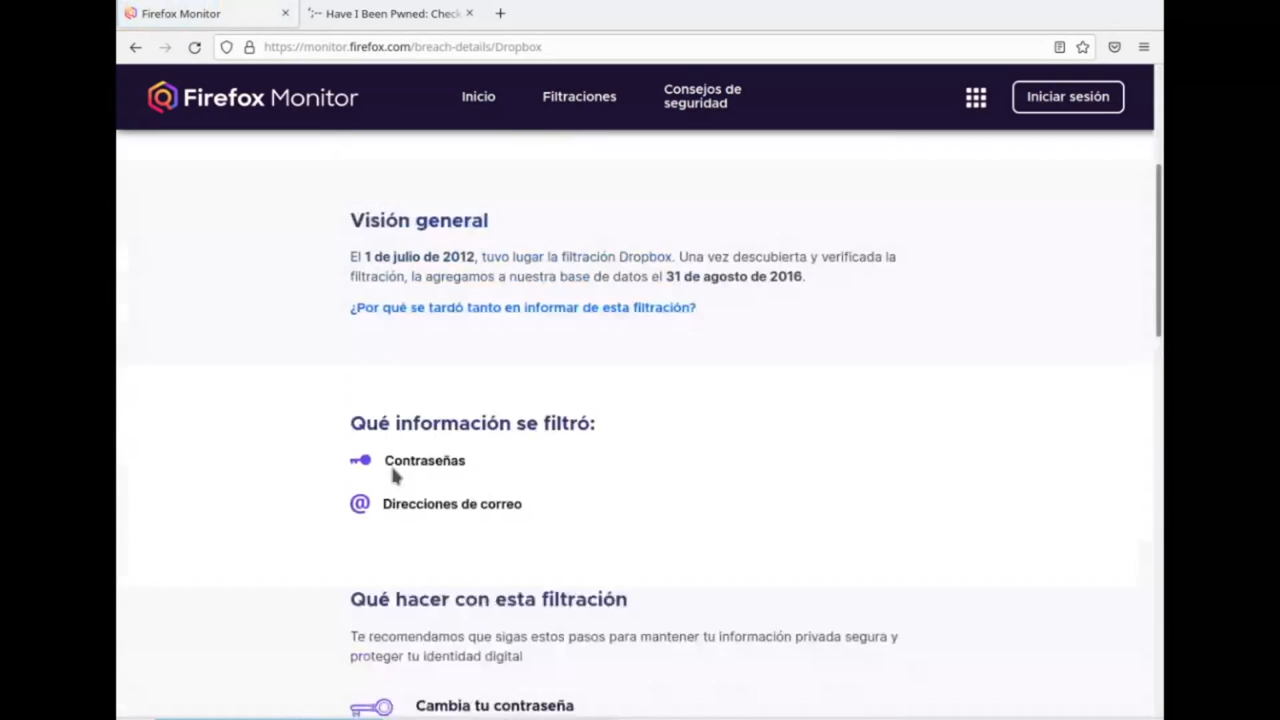 Firefox Monitor
Have I Been Pwned: Check
https://monitor.firefox.com/breach-details/Dropbox
Firefox Monitor
Inicio
Filtraciones
Consejos de
seguridad
Iniciar sesión
Visión general
El 1 de julio de 2012, tuvo lugar la filtración Dropbox. Una vez descubierta y verificada la
filtración, la agregamos a nuestra base de datos el 31 de agosto de 2016.
¿Por qué se tardó tanto en informar de esta filtración?
Qué información se filtró:
Contraseñas
@ Direcciones de correo
Qué hacer con esta filtración
Te recomendamos que sigas estos pasos para mantener tu información privada segura y
proteger tu identidad digital
Cambia tu contraseña